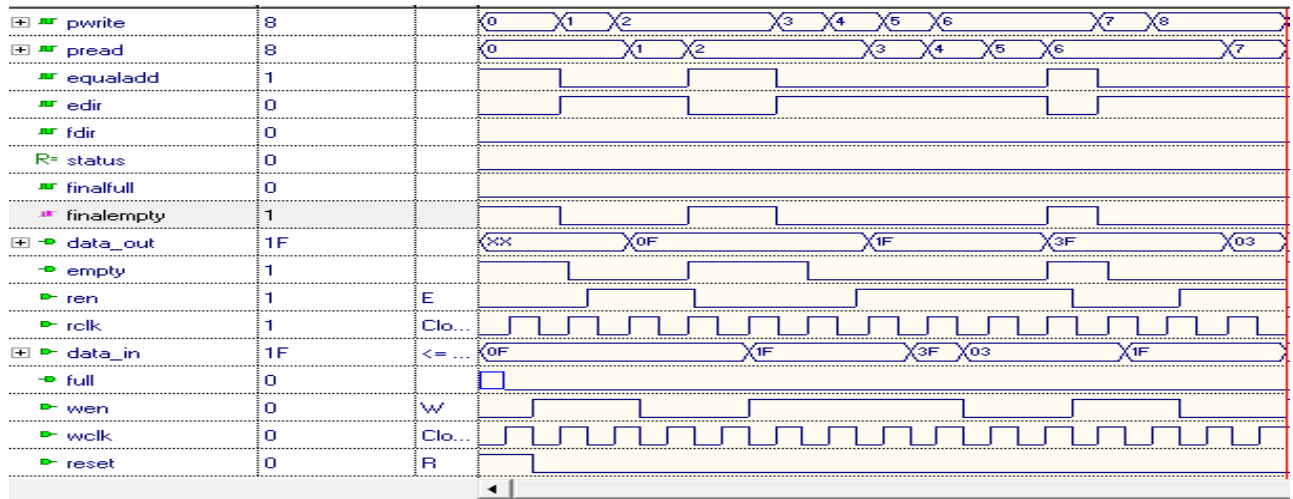 pwrite 8 0 1 2 3 4 5 6 7 8
pread 8 0 1 2 3 4 5 6 7
equaladd 1
edir 0
fdir 0
R= status 0
finalfull 0
finalempty 1
data_out 1F XX 0F 1F 3F 03
empty 1
ren 1 E
rclk 1 Clo...
data_in 1F <= ... 0F 1F 3F 03 1F
full 0
wen 0 W
wclk 0 Clo...
reset 0 R